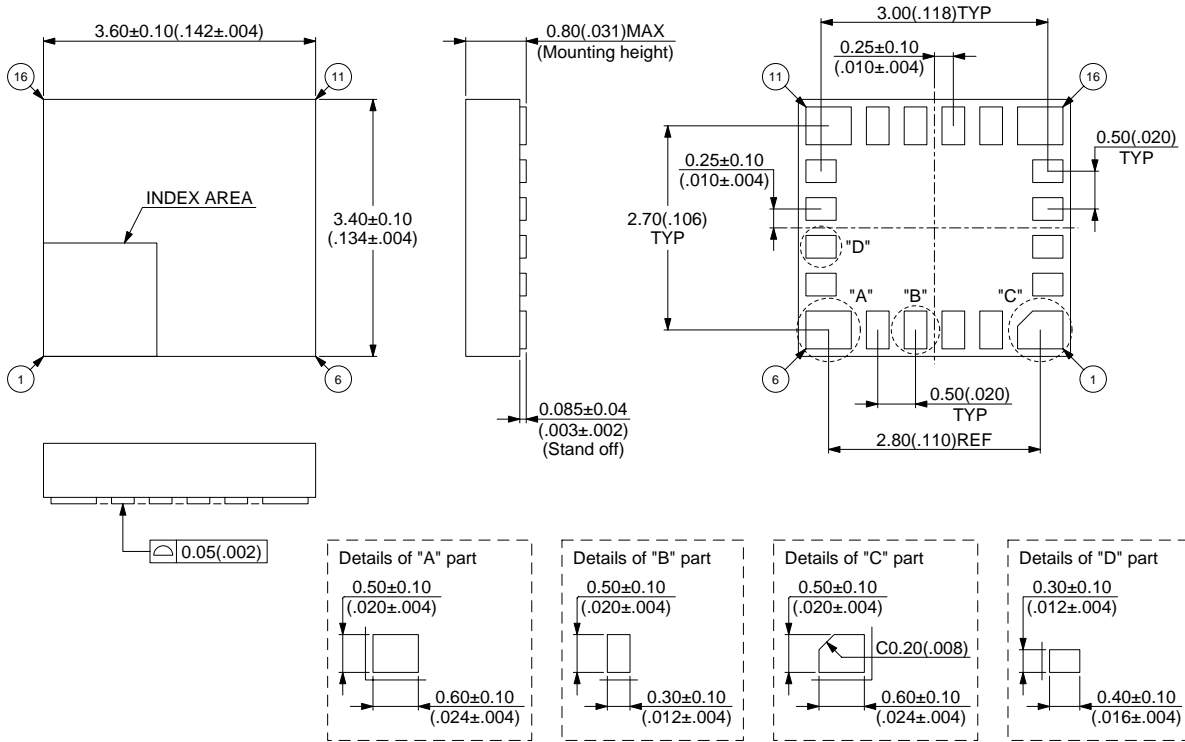 3.60±0.10(.142±.004)
0.80(.031)MAX
(Mounting height)
3.00(.118)TYP
0.25±0.10
(.010±.004)
16
11
11
16
0.50(.020)
TYP
0.25±0.10
(.010±.004)
INDEX AREA
3.40±0.10
(.134±.004)
2.70(.106)
TYP
"D"
"A"
"B"
"C"
1
6
6
1
0.50(.020)
TYP
0.085±0.04
(.003±.002)
(Stand off)
2.80(.110)REF
0.05(.002)
Details of "A" part
0.50±0.10
(.020±.004)
0.60±0.10
(.024±.004)
Details of "B" part
0.50±0.10
(.020±.004)
0.30±0.10
(.012±.004)
Details of "C" part
0.50±0.10
(.020±.004)
C0.20(.008)
0.60±0.10
(.024±.004)
Details of "D" part
0.30±0.10
(.012±.004)
0.40±0.10
(.016±.004)